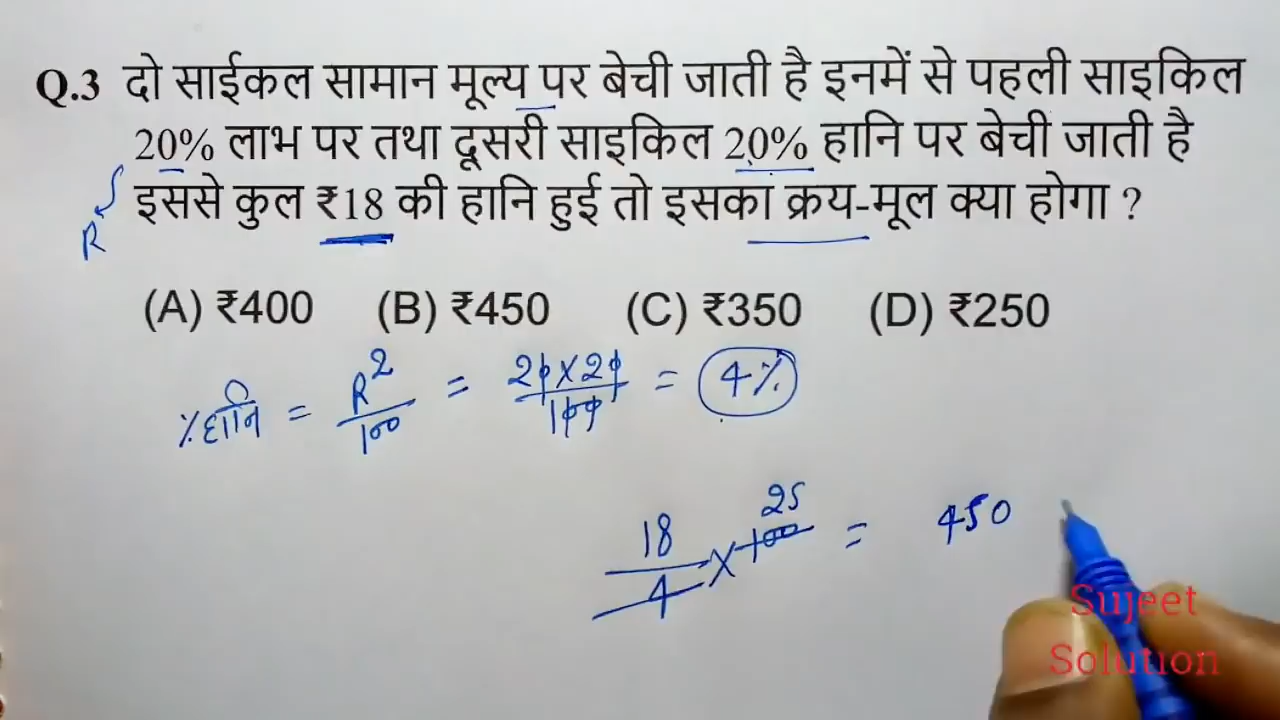 Q.3 दो साईकल सामान मूल्य पर बेची जाती है इनमें से पहली साइकिल
20% लाभ पर तथा दूसरी साइकिल 20% हानि पर बेची जाती है
इससे कुल ₹18 की हानि हुई तो इसका क्रय-मूल क्या होगा ?
R
(A) ₹400 (B) ₹450 (C) ₹350 (D) ₹250
% हानि = R²/100 = 20×20/100 = 4%
18/4 × 100 25 = 450
Sujeet
Solution